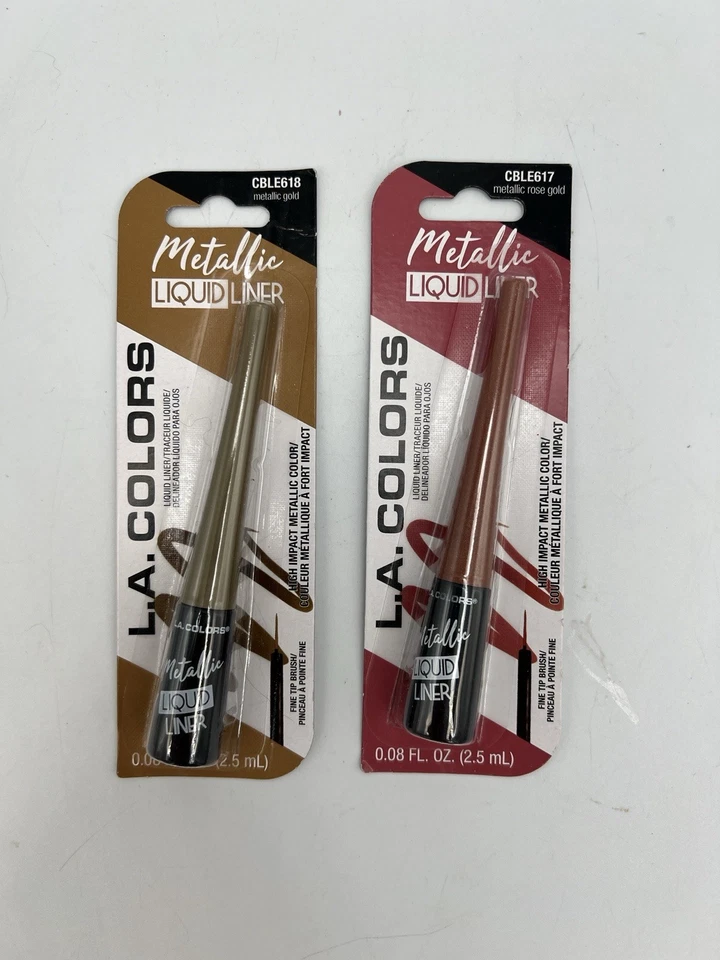 CBLE618
metallic gold
Metallic
LIQUID LINER
L.A. COLORS
LIQUID LINER/TRACEUR LIQUIDE/
DELINEADOR LÍQUIDO PARA OJOS
HIGH IMPACT METALLIC COLOR/
COULEUR MÉTALLIQUE À FORT IMPACT
L.A. COLORS®
Metallic
LIQUID
LINER
FINE TIP BRUSH/
PINCEAU À POINTE FINE
(2.5 mL)
CBLE617
metallic rose gold
Metallic
LIQUID LINER
L.A. COLORS
LIQUID LINER/TRACEUR LIQUIDE/
DELINEADOR LÍQUIDO PARA OJOS
HIGH IMPACT METALLIC COLOR/
COULEUR MÉTALLIQUE À FORT IMPACT
L.A. COLORS®
Metallic
LIQUID
LINER
FINE TIP BRUSH/
PINCEAU À POINTE FINE
0.08 FL. OZ. (2.5 mL)